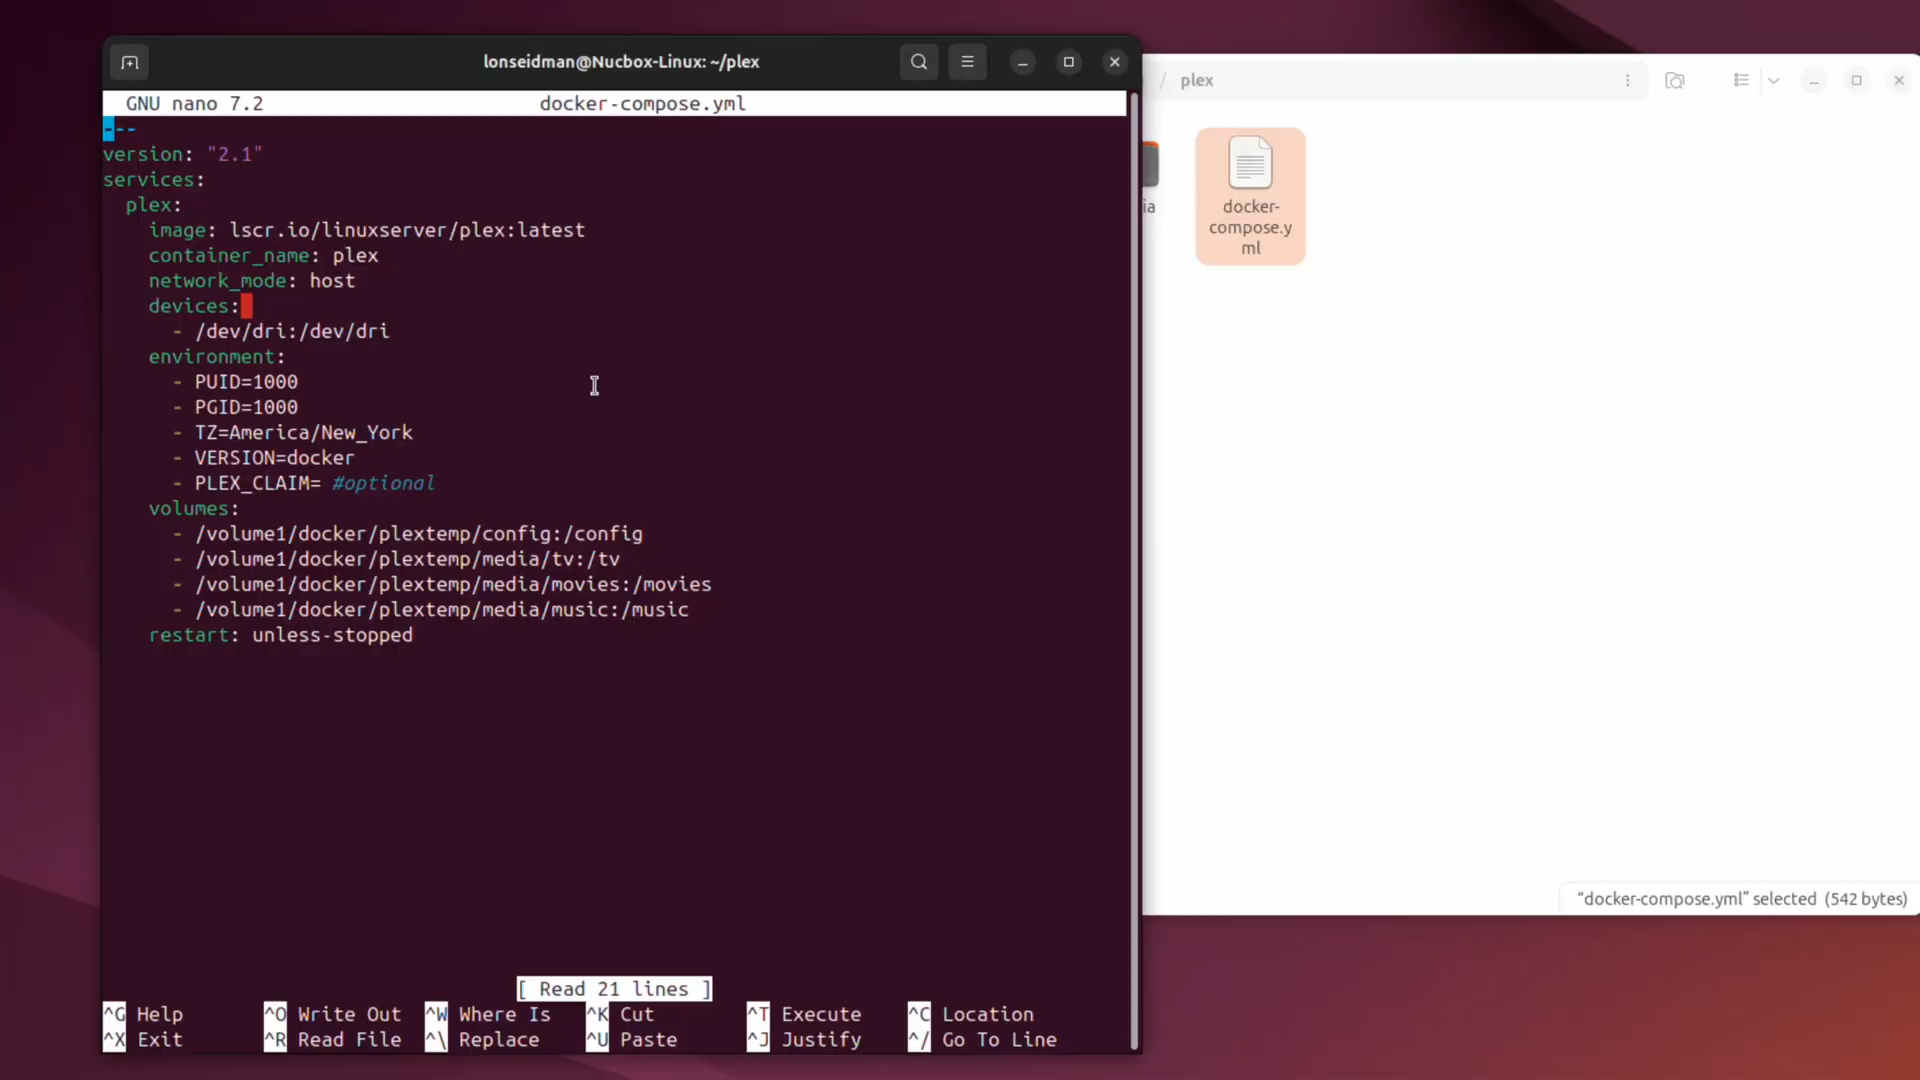 lonseidman@Nucbox-Linux: ~/plex
GNU nano 7.2 docker-compose.yml
---
version: "2.1"
services:
  plex:
    image: lscr.io/linuxserver/plex:latest
    container_name: plex
    network_mode: host
    devices:
      - /dev/dri:/dev/dri
    environment:
      - PUID=1000
      - PGID=1000
      - TZ=America/New_York
      - VERSION=docker
      - PLEX_CLAIM= #optional
    volumes:
      - /volume1/docker/plextemp/config:/config
      - /volume1/docker/plextemp/media/tv:/tv
      - /volume1/docker/plextemp/media/movies:/movies
      - /volume1/docker/plextemp/media/music:/music
    restart: unless-stopped
[ Read 21 lines ]
^G Help ^O Write Out ^W Where Is ^K Cut ^T Execute ^C Location
^X Exit ^R Read File ^\ Replace ^U Paste ^J Justify ^/ Go To Line
/ plex
ia
docker-
compose.y
ml
“docker-compose.yml” selected (542 bytes)